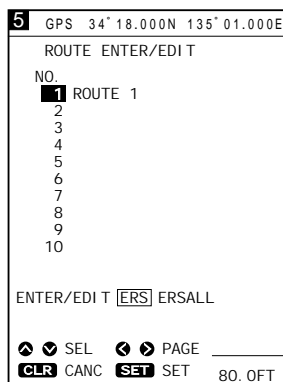 5 GPS 34°18.000N 135°01.000E
ROUTE ENTER/EDIT
NO.
1 ROUTE 1
2
3
4
5
6
7
8
9
10
ENTER/EDIT ERS ERSALL
SEL PAGE
CLR CANC SET SET 80.0FT